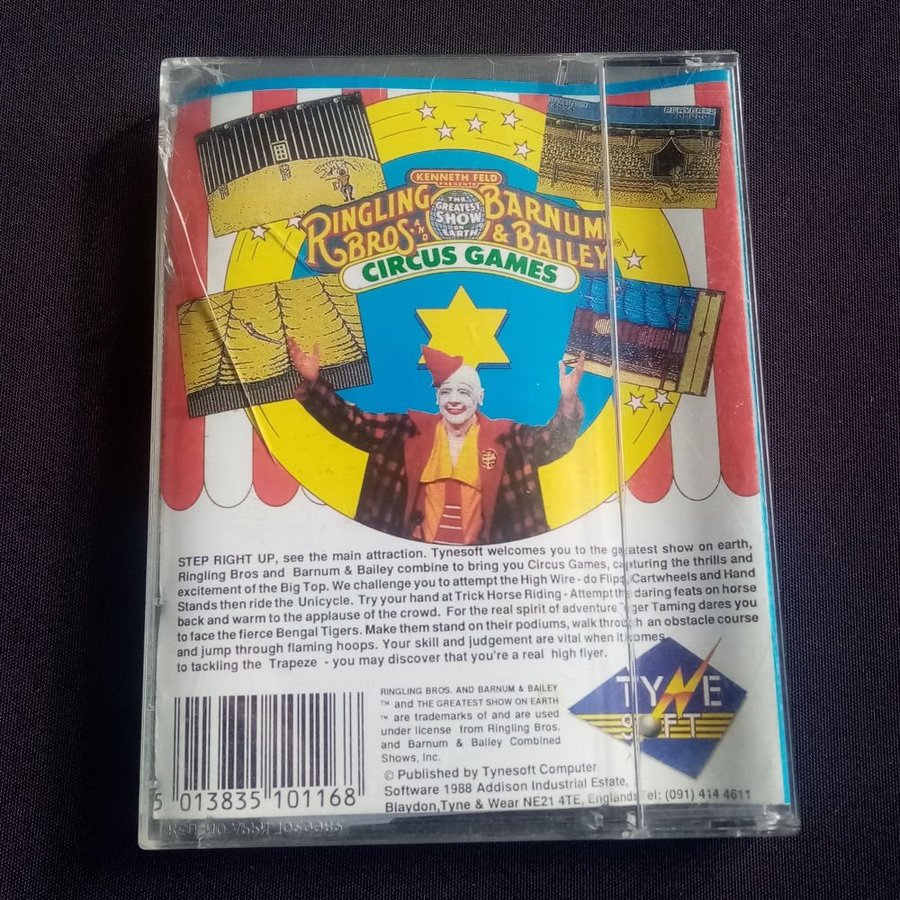 PLAYER-2
KENNETH FELD
PRESENTS
RINGLING BROS. AND BARNUM & BAILEY
THE GREATEST SHOW ON EARTH
CIRCUS GAMES
STEP RIGHT UP, see the main attraction. Tynesoft welcomes you to the greatest show on earth,
Ringling Bros and Barnum & Bailey combine to bring you Circus Games, capturing the thrills and
excitement of the Big Top. We challenge you to attempt the High Wire - do Flips, Cartwheels and Hand
Stands then ride the Unicycle. Try your hand at Trick Horse Riding - Attempt the daring feats on horse
back and warm to the applause of the crowd. For the real spirit of adventure Tiger Taming dares you
to face the fierce Bengal Tigers. Make them stand on their podiums, walk through an obstacle course
and jump through flaming hoops. Your skill and judgement are vital when it comes
to tackling the Trapeze - you may discover that you're a real high flyer.
RINGLING BROS. AND BARNUM & BAILEY
™ and THE GREATEST SHOW ON EARTH
™ are trademarks of and are used
under license from Ringling Bros.
and Barnum & Bailey Combined
Shows, Inc.
© Published by Tynesoft Computer
Software 1988 Addison Industrial Estate,
Blaydon, Tyne & Wear NE21 4TE, England. Tel: (091) 414 4611
TYNE
SOFT
5 013835 101168